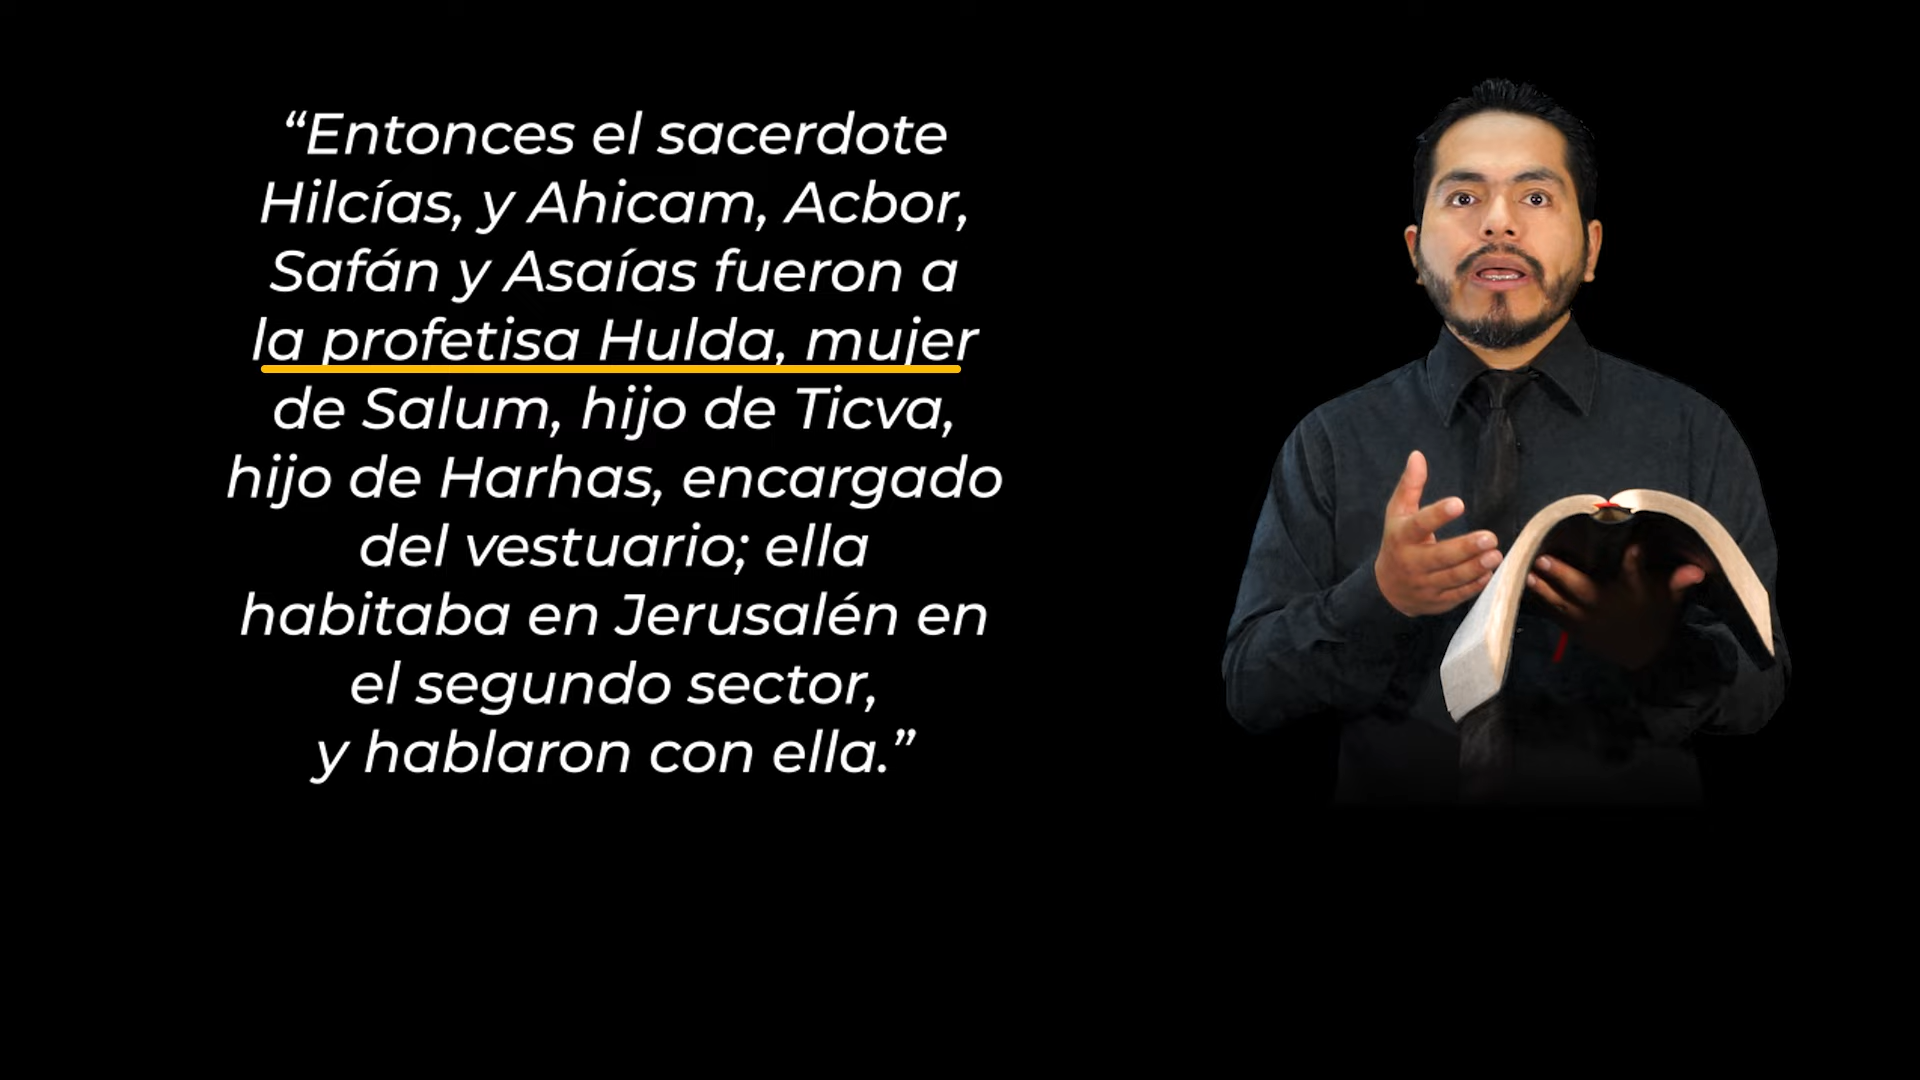 “Entonces el sacerdote
Hilcías, y Ahicam, Acbor,
Safán y Asaías fueron a
la profetisa Hulda, mujer
de Salum, hijo de Ticva,
hijo de Harhas, encargado
del vestuario; ella
habitaba en Jerusalén en
el segundo sector,
y hablaron con ella.”